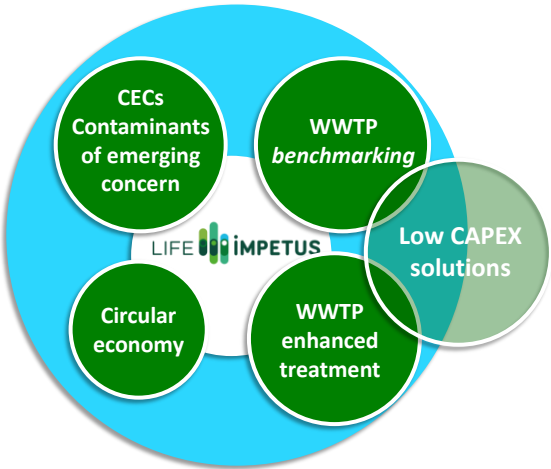 CECs
Contaminants
of emerging
concern
WWTP
benchmarking
LIFE iMPETUS
Low CAPEX
solutions
Circular
economy
WWTP
enhanced
treatment